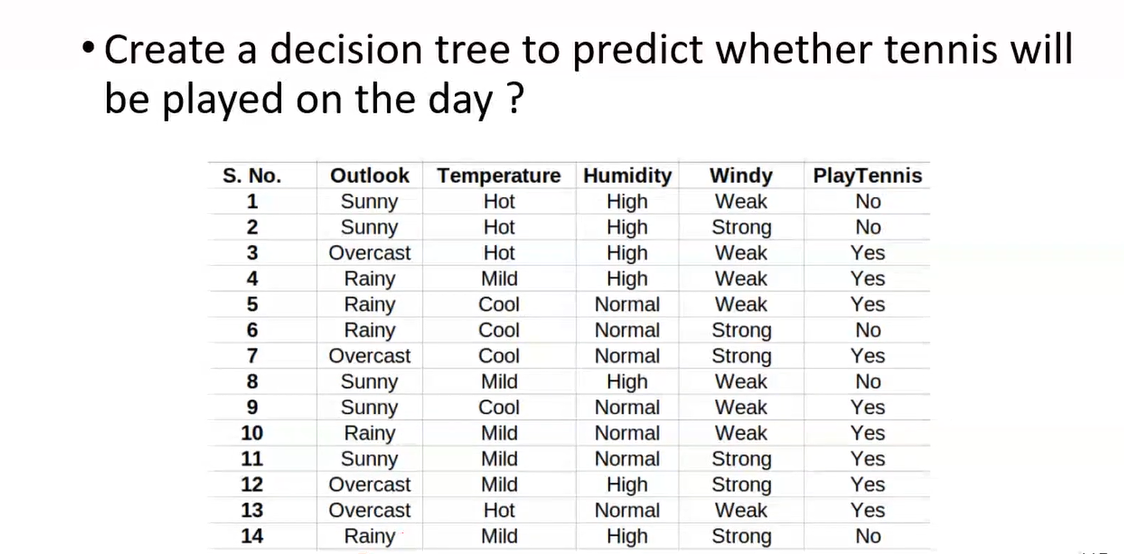 • Create a decision tree to predict whether tennis will
be played on the day ?
S. No. Outlook Temperature Humidity Windy PlayTennis
1 Sunny Hot High Weak No
2 Sunny Hot High Strong No
3 Overcast Hot High Weak Yes
4 Rainy Mild High Weak Yes
5 Rainy Cool Normal Weak Yes
6 Rainy Cool Normal Strong No
7 Overcast Cool Normal Strong Yes
8 Sunny Mild High Weak No
9 Sunny Cool Normal Weak Yes
10 Rainy Mild Normal Weak Yes
11 Sunny Mild Normal Strong Yes
12 Overcast Mild High Strong Yes
13 Overcast Hot Normal Weak Yes
14 Rainy Mild High Strong No